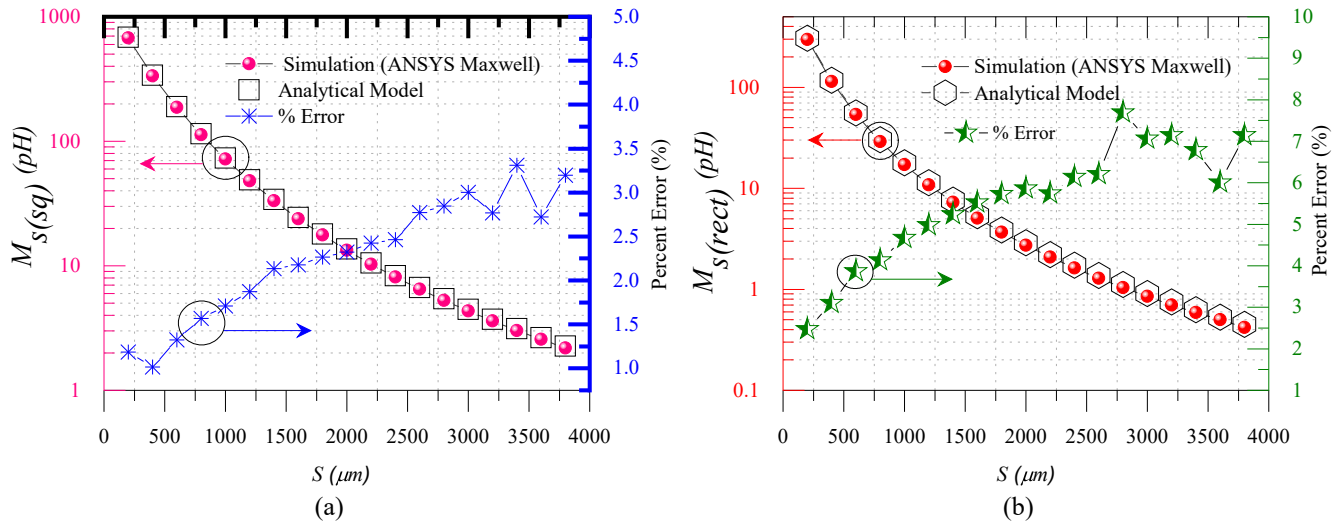 1000
100
10
1
M_s(sq) (pH)
Simulation (ANSYS Maxwell)
Analytical Model
% Error
5.0
4.5
4.0
3.5
3.0
2.5
2.0
1.5
1.0
Percent Error (%)
0 500 1000 1500 2000 2500 3000 3500 4000
S (μm)
(a)
100
10
1
0.1
M_s(rect) (pH)
Simulation (ANSYS Maxwell)
Analytical Model
% Error
10
9
8
7
6
5
4
3
2
1
Percent Error (%)
0 500 1000 1500 2000 2500 3000 3500 4000
S (μm)
(b)